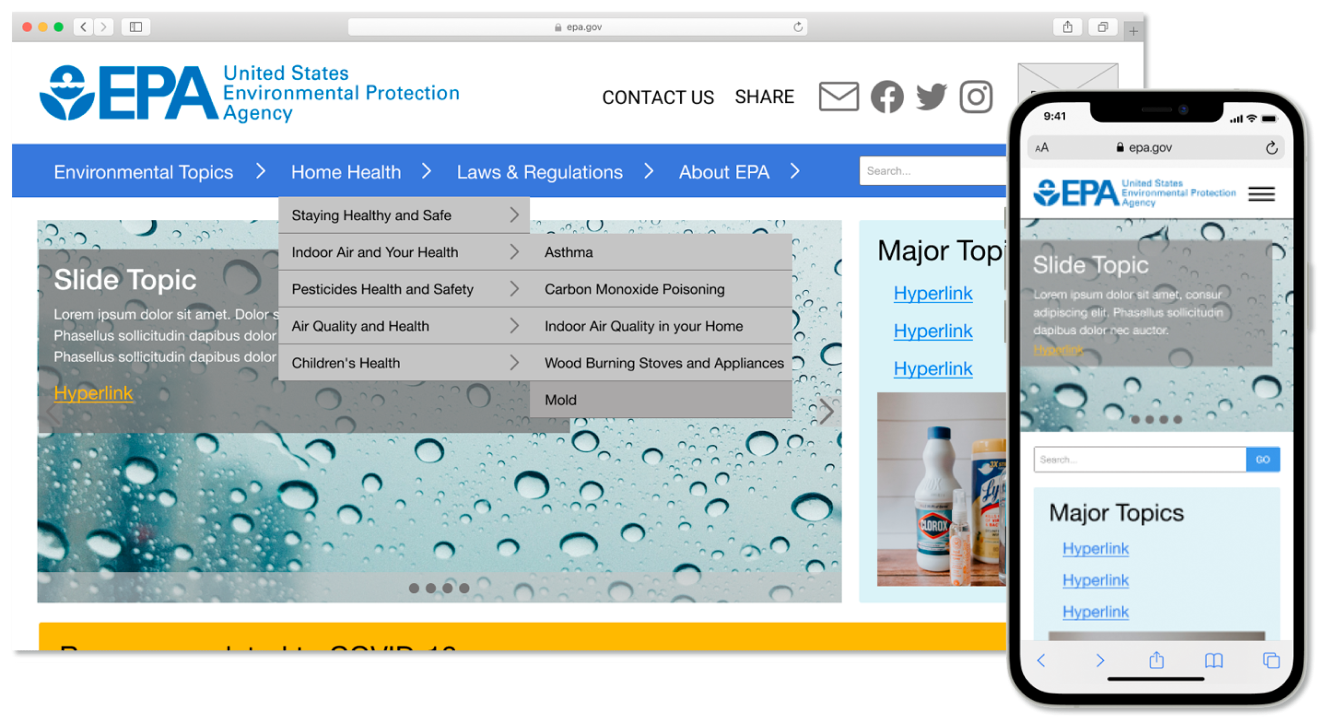 epa.gov
EPA
United States
Environmental Protection
Agency
CONTACT US SHARE
Environmental Topics Home Health Laws & Regulations About EPA
Search...
Staying Healthy and Safe
Indoor Air and Your Health
Pesticides Health and Safety
Air Quality and Health
Children's Health
Asthma
Carbon Monoxide Poisoning
Indoor Air Quality in your Home
Wood Burning Stoves and Appliances
Mold
Slide Topic
Lorem ipsum dolor sit amet. Dolor s
Phasellus sollicitudin dapibus dolor
Phasellus sollicitudin dapibus dolor
Hyperlink
Major Topi
Hyperlink
Hyperlink
Hyperlink
CLOROX
9:41
AA epa.gov
EPA
United States
Environmental Protection
Agency
Slide Topic
Lorem ipsum dolor sit amet, consur
adipiscing elit. Phasellus sollicitudin
dapibus dolor nec auctor.
Hyperlink
Search...
GO
Major Topics
Hyperlink
Hyperlink
Hyperlink